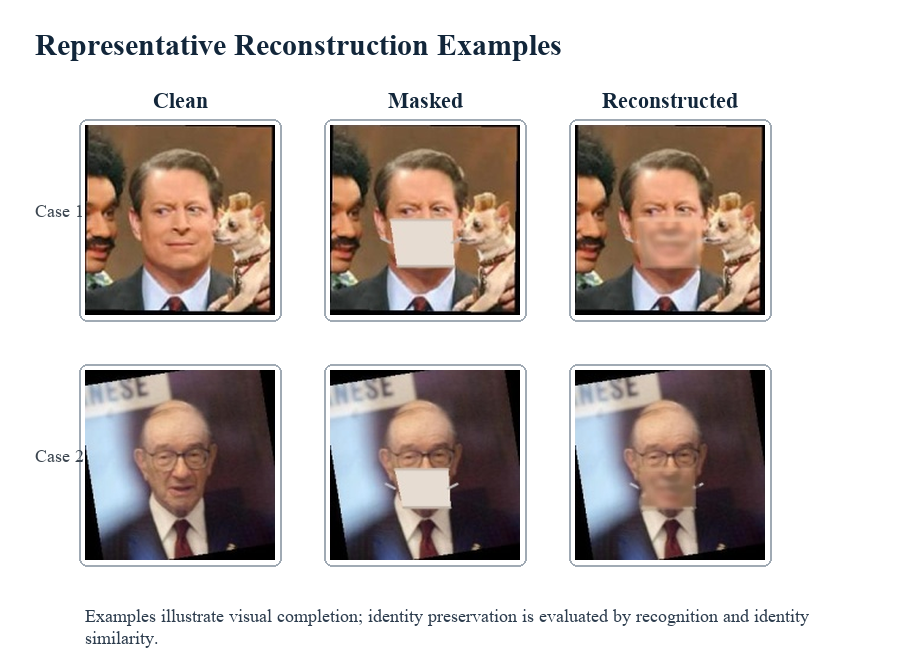 Representative Reconstruction Examples
Clean Masked Reconstructed
Case 1
NESE NESE NESE
Case 2
Examples illustrate visual completion; identity preservation is evaluated by recognition and identity
similarity.